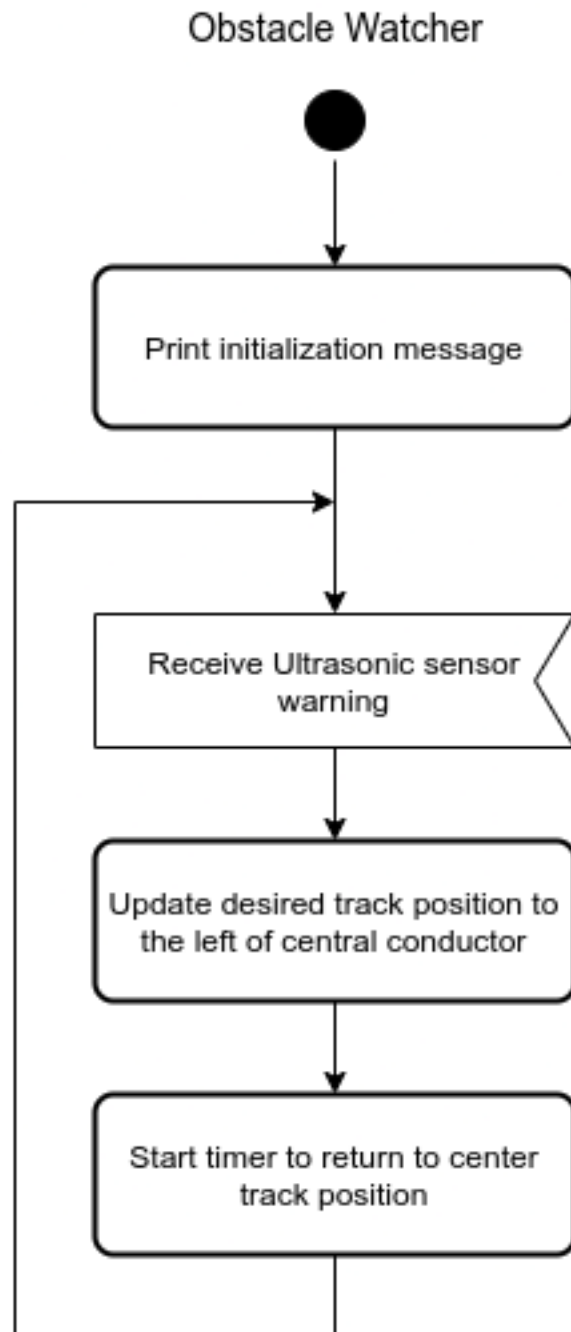 Obstacle Watcher
Print initialization message
Receive Ultrasonic sensor
warning
Update desired track position to
the left of central conductor
Start timer to return to center
track position